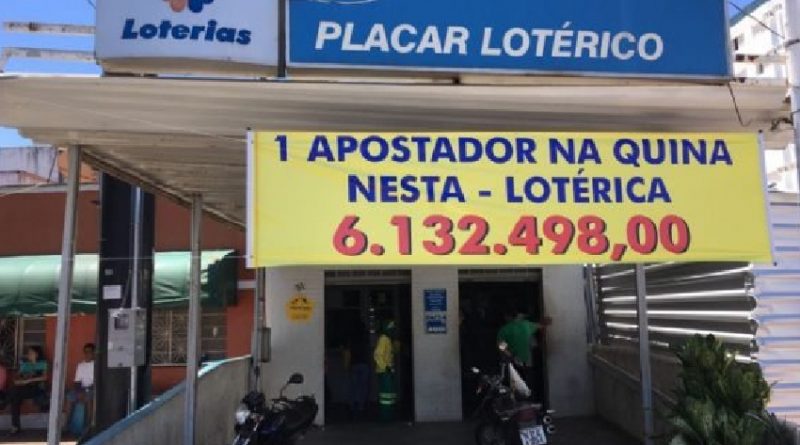 Loterias
PLACAR LOTÉRICO
1 APOSTADOR NA QUINA
NESTA - LOTÉRICA
6.132.498,00